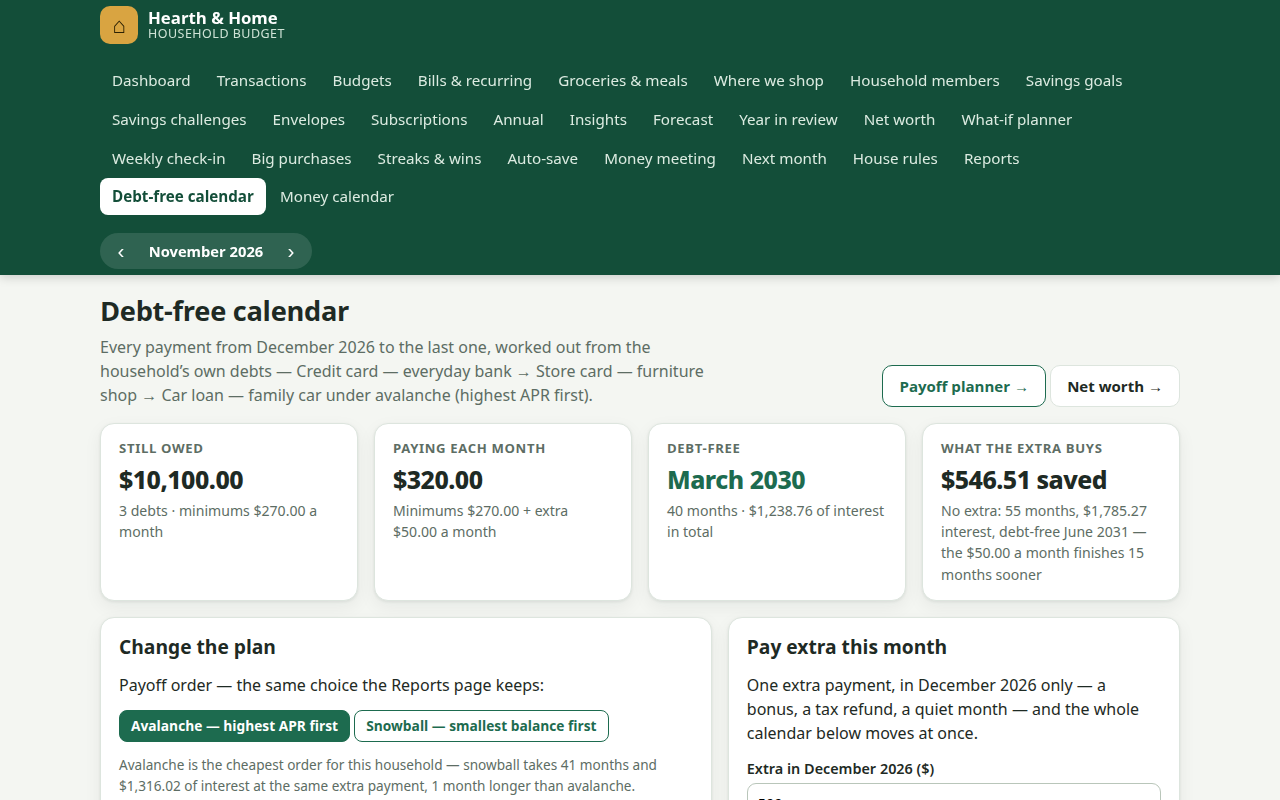 Hearth & Home
HOUSEHOLD BUDGET
Dashboard Transactions Budgets Bills & recurring Groceries & meals Where we shop Household members Savings goals
Savings challenges Envelopes Subscriptions Annual Insights Forecast Year in review Net worth What-if planner
Weekly check-in Big purchases Streaks & wins Auto-save Money meeting Next month House rules Reports
Debt-free calendar Money calendar
‹ November 2026 ›
Debt-free calendar
Every payment from December 2026 to the last one, worked out from the
household's own debts — Credit card — everyday bank → Store card — furniture
shop → Car loan — family car under avalanche (highest APR first).
Payoff planner → Net worth →
STILL OWED
$10,100.00
3 debts · minimums $270.00 a
month
PAYING EACH MONTH
$320.00
Minimums $270.00 + extra
$50.00 a month
DEBT-FREE
March 2030
40 months · $1,238.76 of interest
in total
WHAT THE EXTRA BUYS
$546.51 saved
No extra: 55 months, $1,785.27
interest, debt-free June 2031 —
the $50.00 a month finishes 15
months sooner
Change the plan
Payoff order — the same choice the Reports page keeps:
Avalanche — highest APR first Snowball — smallest balance first
Avalanche is the cheapest order for this household — snowball takes 41 months and
$1,316.02 of interest at the same extra payment, 1 month longer than avalanche.
Pay extra this month
One extra payment, in December 2026 only — a
bonus, a tax refund, a quiet month — and the whole
calendar below moves at once.
Extra in December 2026 ($)